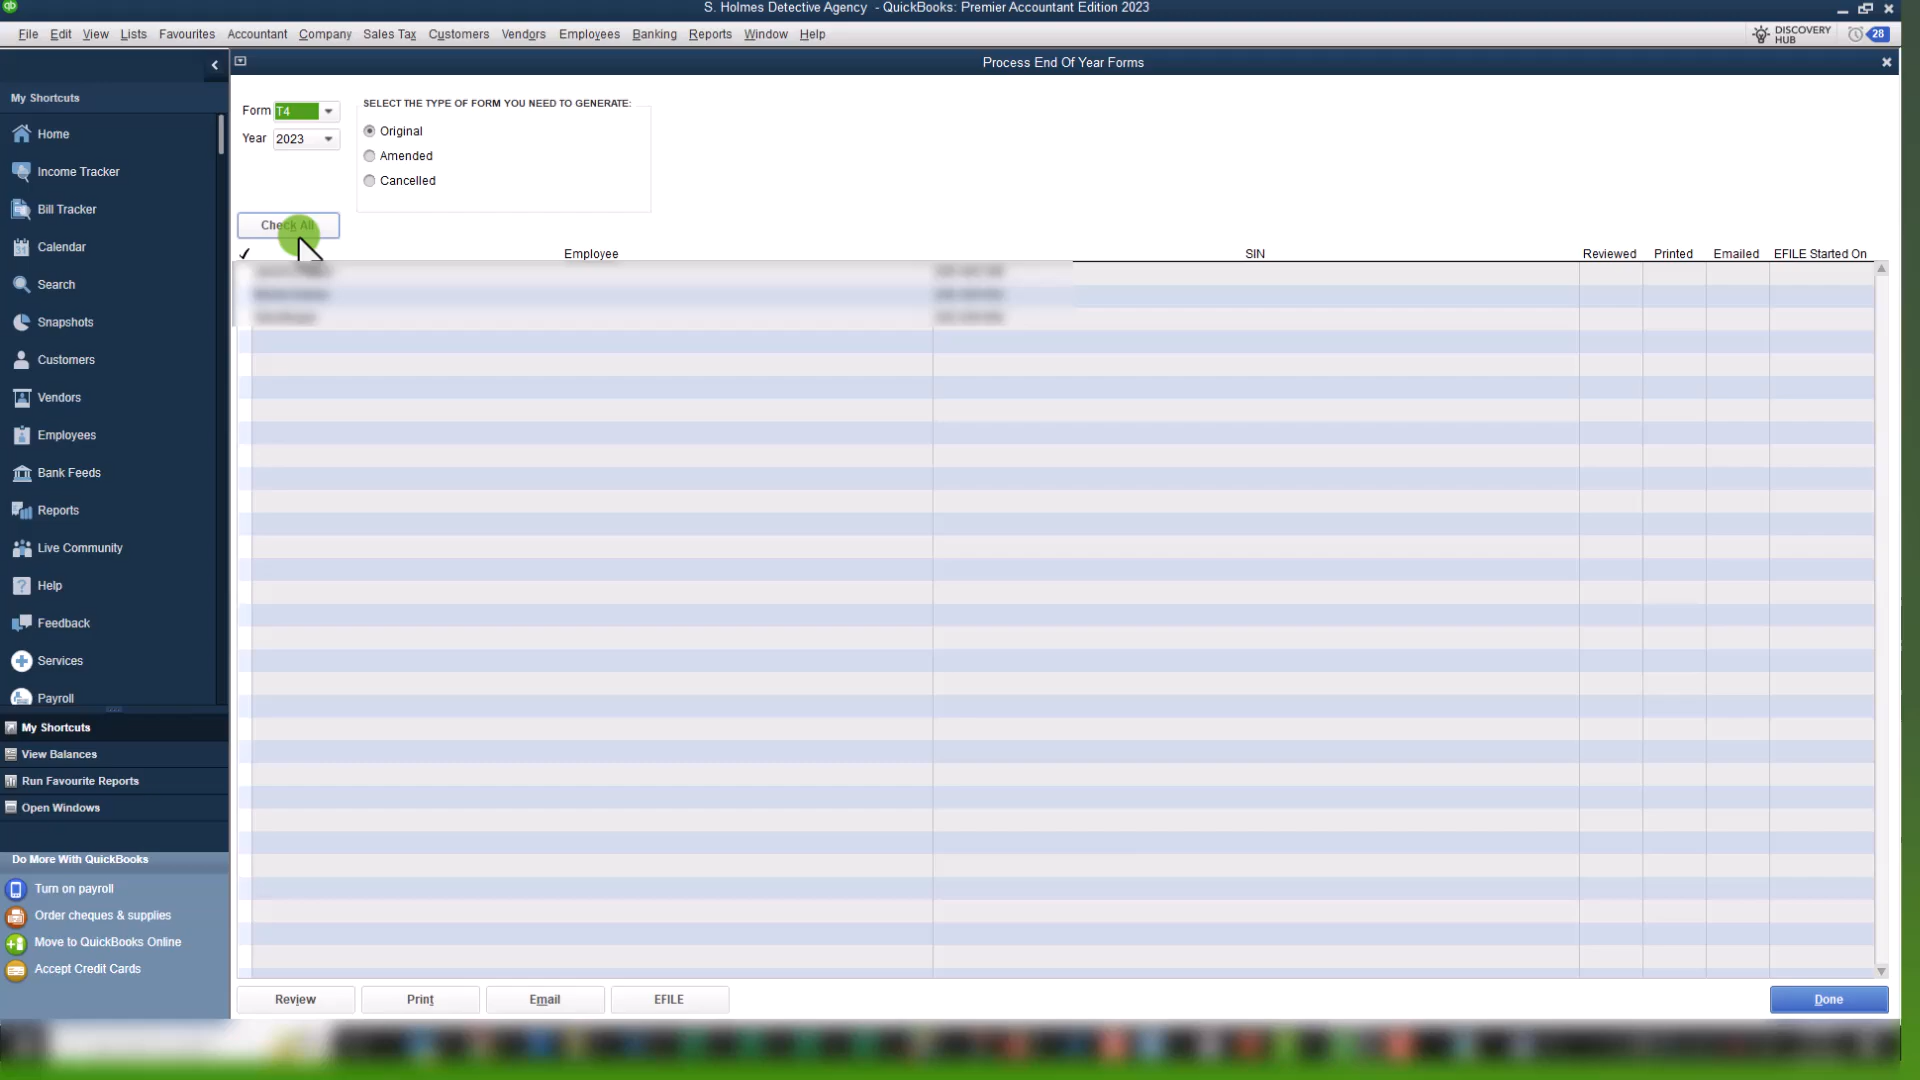 qb
S. Holmes Detective Agency - QuickBooks: Premier Accountant Edition 2023
File Edit View Lists Favourites Accountant Company Sales Tax Customers Vendors Employees Banking Reports Window Help
DISCOVERY HUB 28
Process End Of Year Forms
My Shortcuts
Home
Income Tracker
Bill Tracker
31
Calendar
Search
Snapshots
Customers
Vendors
Employees
Bank Feeds
Reports
Live Community
?
Help
Feedback
Services
Payroll
My Shortcuts
View Balances
Run Favourite Reports
Open Windows
Do More With QuickBooks
Turn on payroll
Order cheques & supplies
Move to QuickBooks Online
Accept Credit Cards
Form T4
Year 2023
SELECT THE TYPE OF FORM YOU NEED TO GENERATE:
Original
Amended
Cancelled
Check All
Employee SIN Reviewed Printed Emailed EFILE Started On
Review Print Email EFILE Done